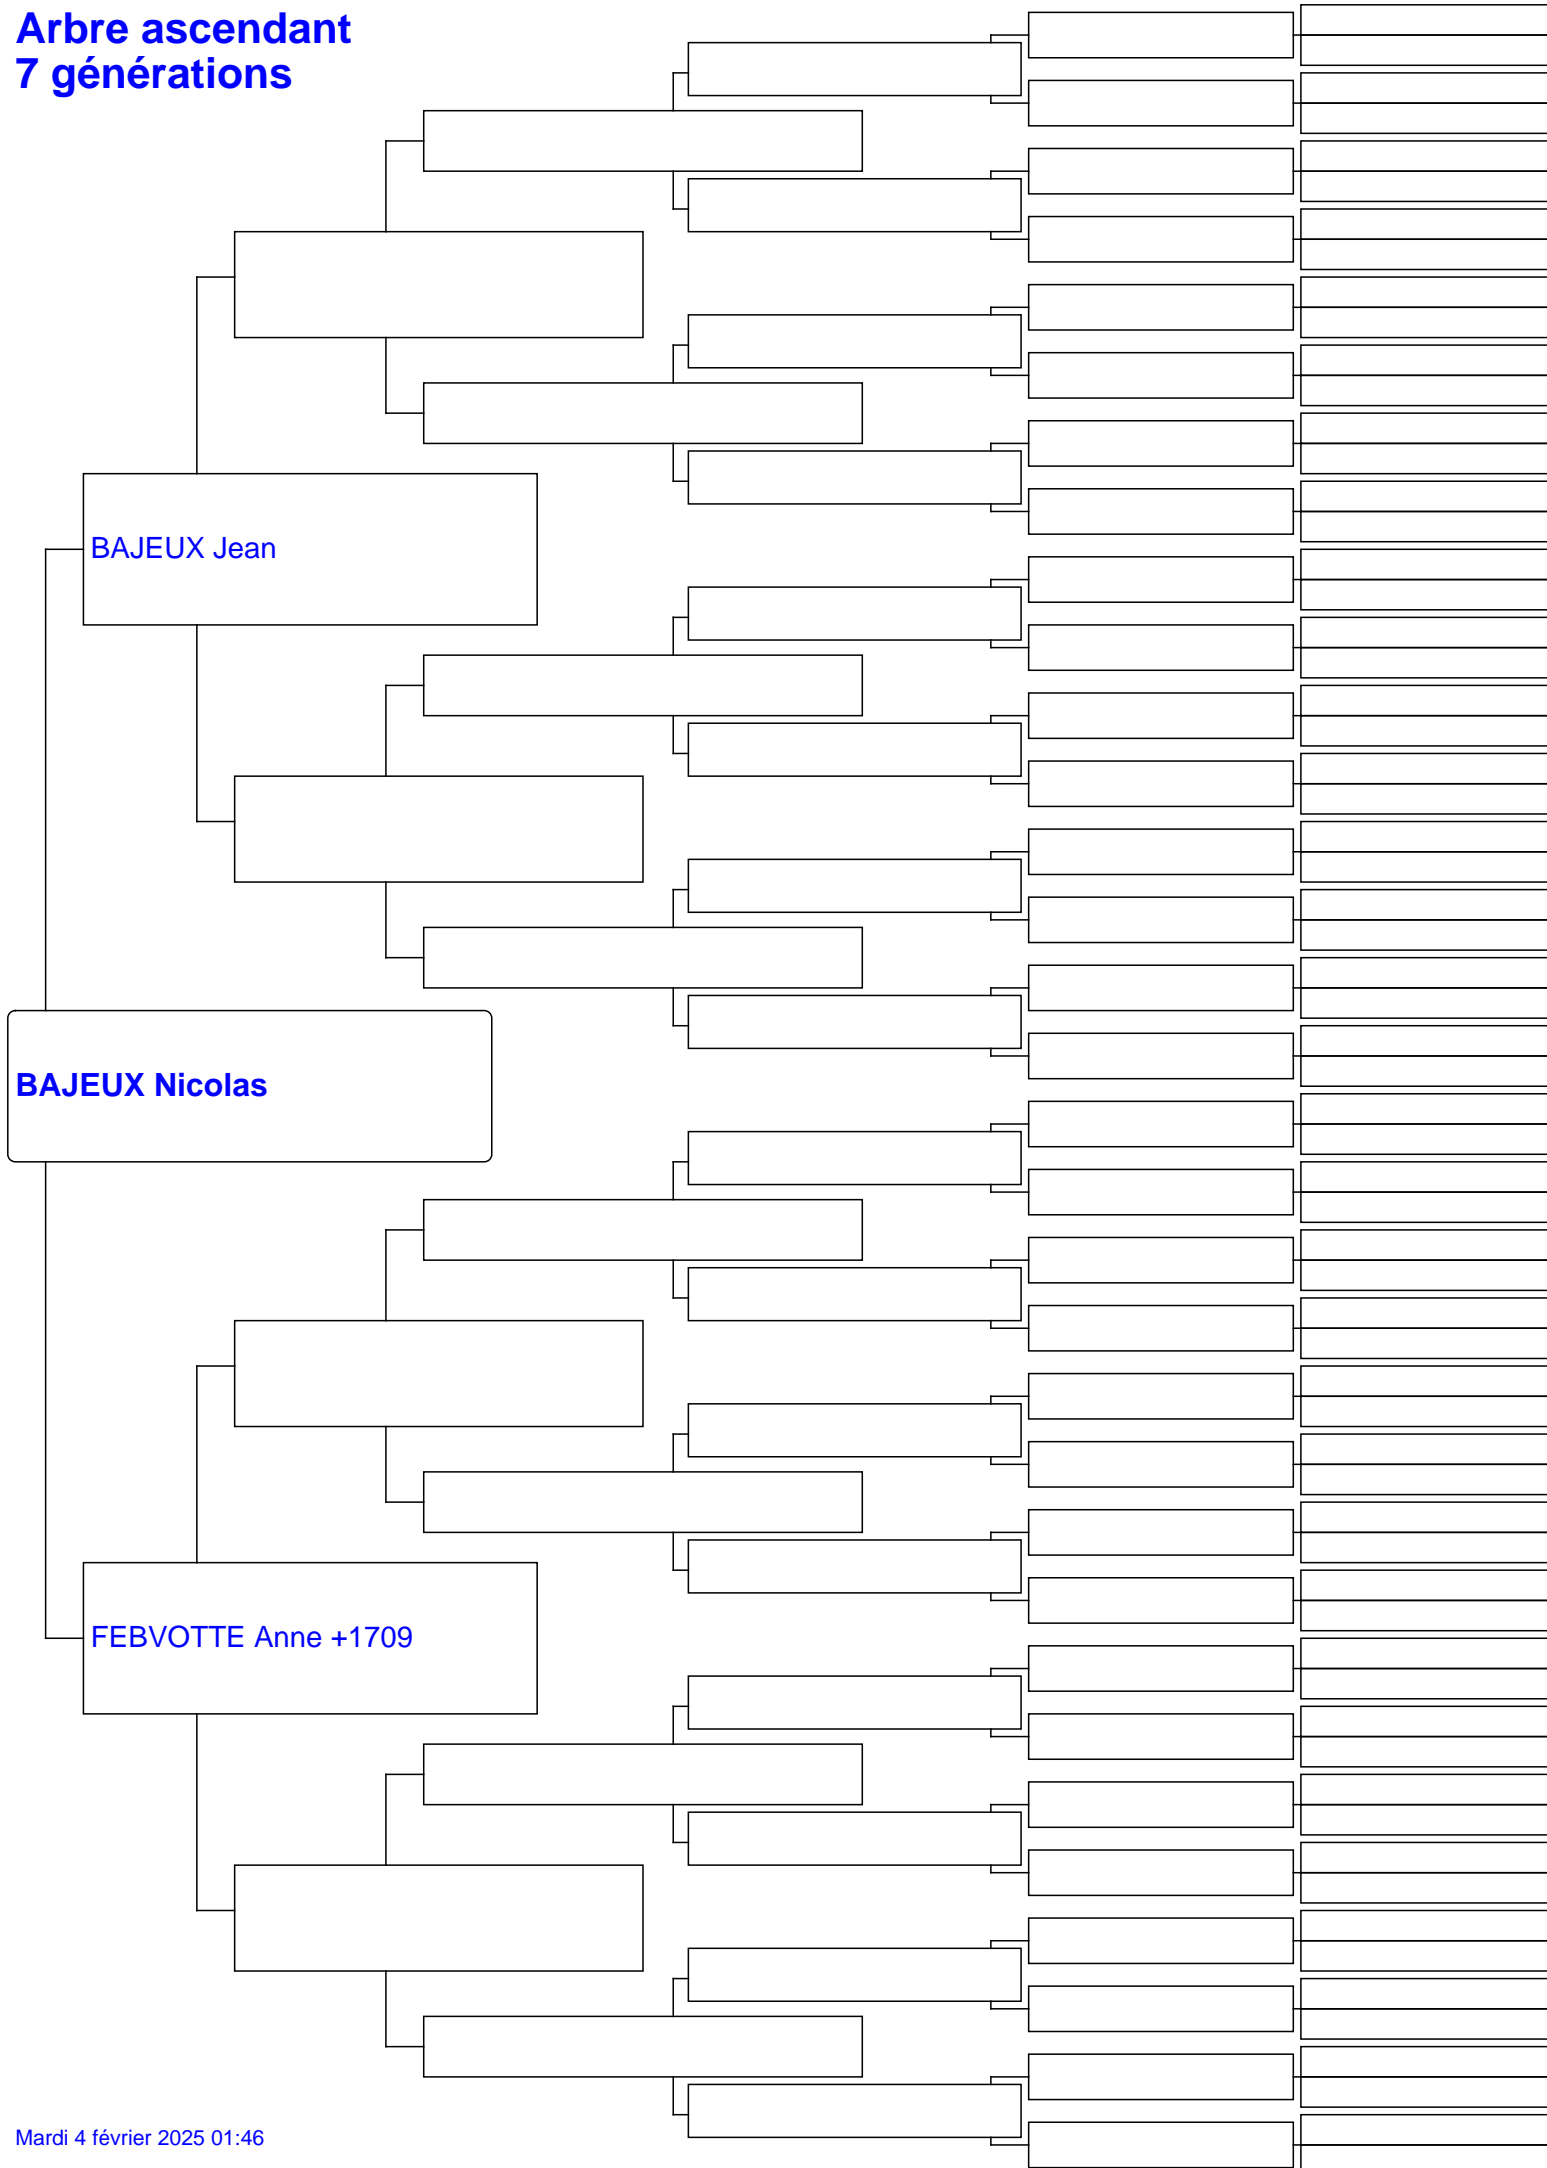 Arbre ascendant
7 générations
BAJEUX Jean
BAJEUX Nicolas
FEBVOTTE Anne +1709
Mardi 4 février 2025 01:46